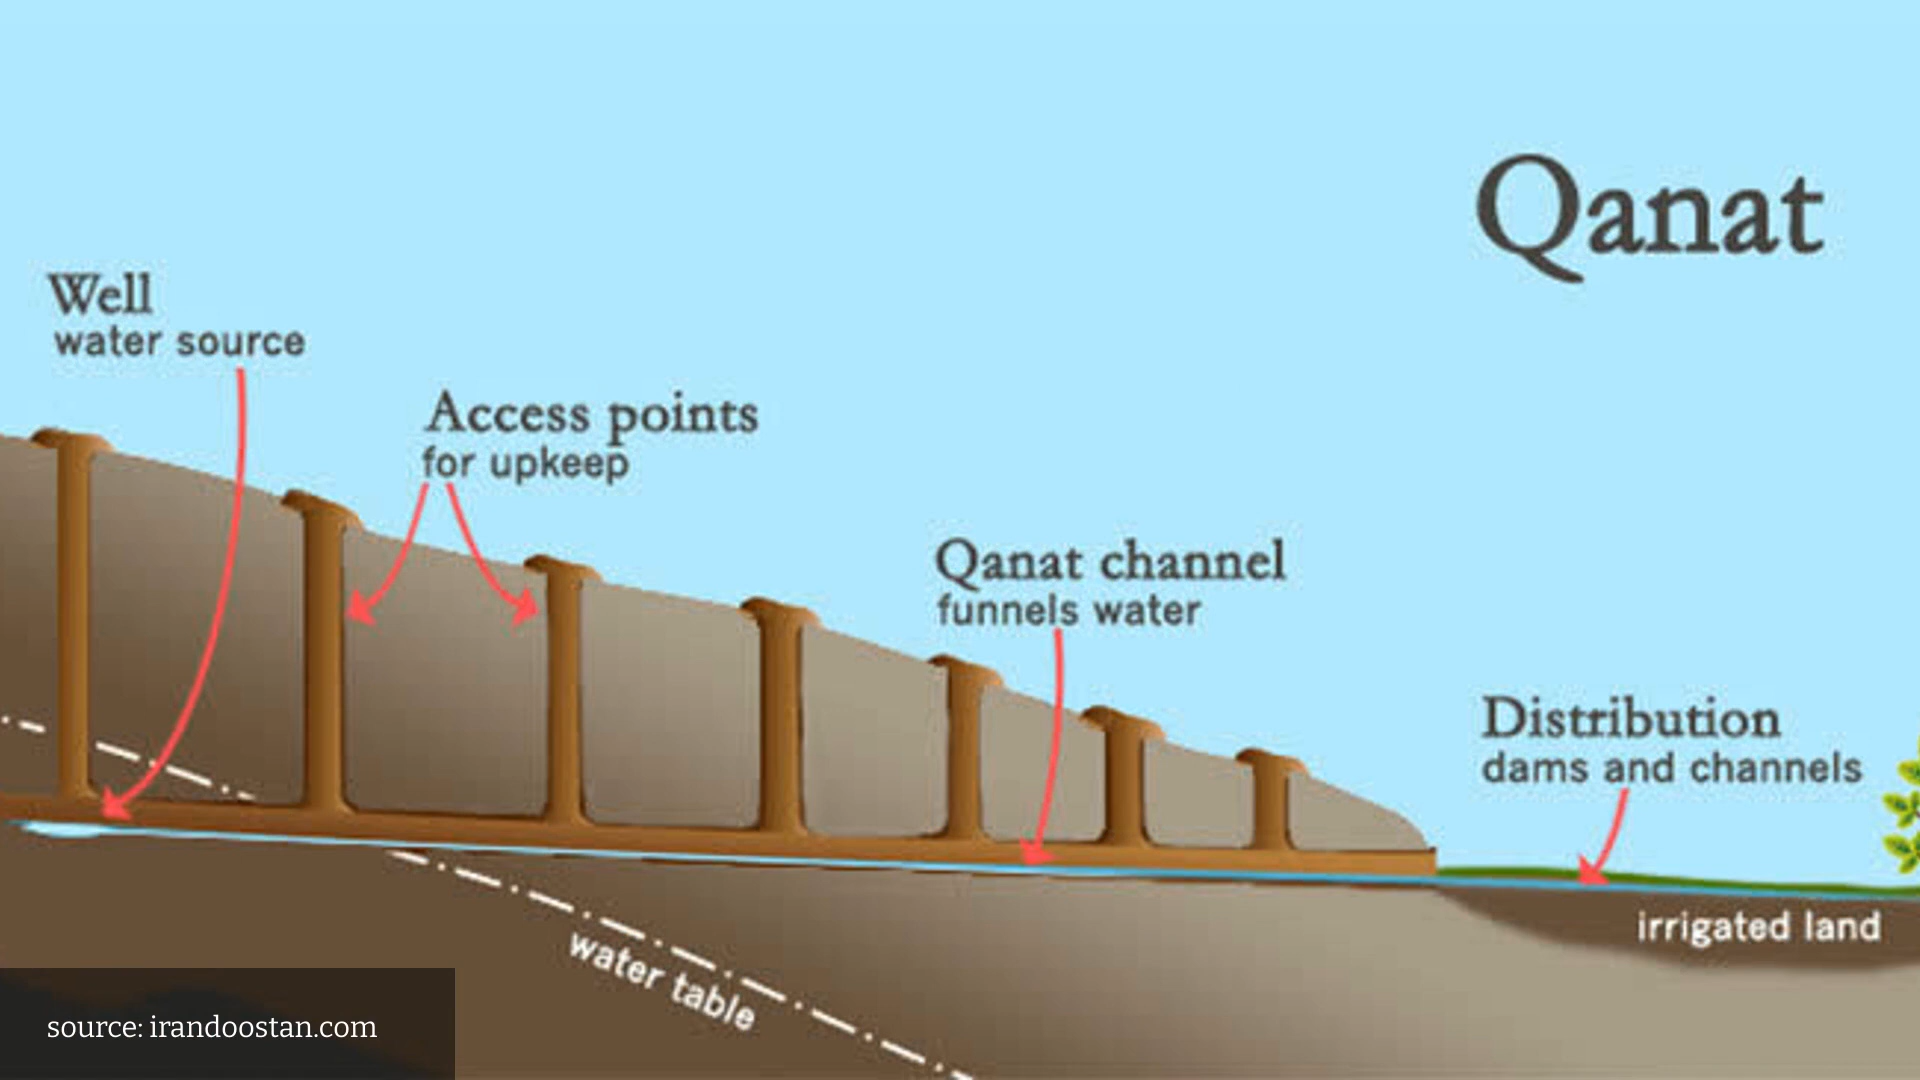 Qanat
Well
water source
Access points
for upkeep
Qanat channel
funnels water
Distribution
dams and channels
irrigated land
water table
source: irandoostan.com